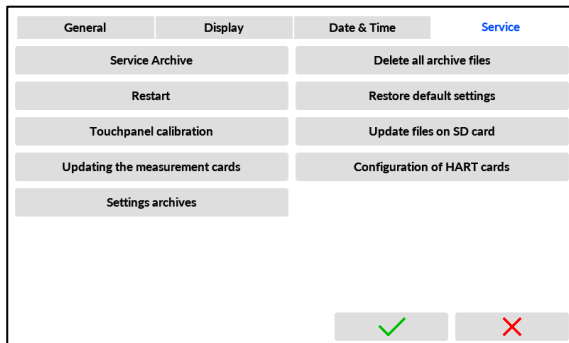 General Display Date & Time Service
Service Archive Delete all archive files
Restart Restore default settings
Touchpanel calibration Update files on SD card
Updating the measurement cards Configuration of HART cards
Settings archives